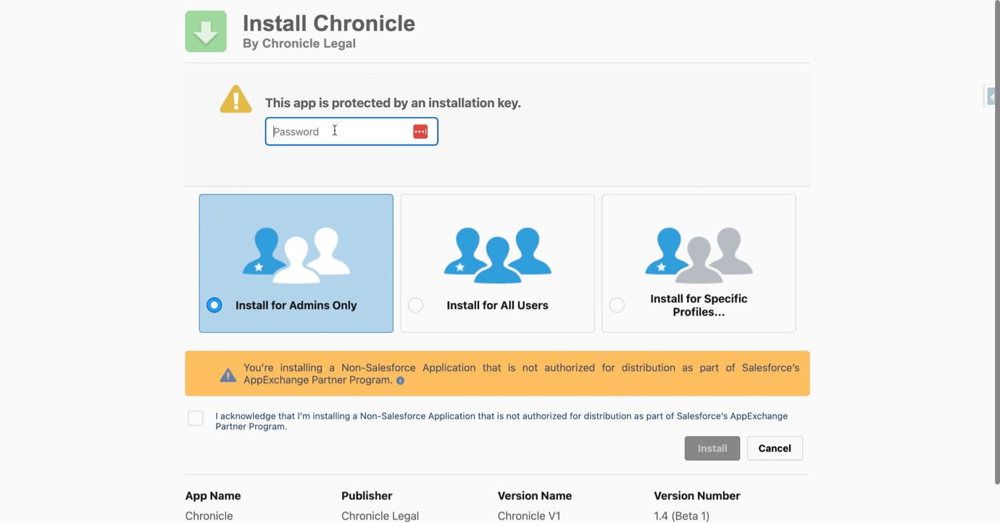 Install Chronicle
By Chronicle Legal
This app is protected by an installation key.
Password
Install for Admins Only
Install for All Users
Install for Specific
Profiles...
You're installing a Non-Salesforce Application that is not authorized for distribution as part of Salesforce's
AppExchange Partner Program.
I acknowledge that I'm installing a Non-Salesforce Application that is not authorized for distribution as part of Salesforce's AppExchange
Partner Program.
Install
Cancel
App Name
Publisher
Version Name
Version Number
Chronicle
Chronicle Legal
Chronicle V1
1.4 (Beta 1)